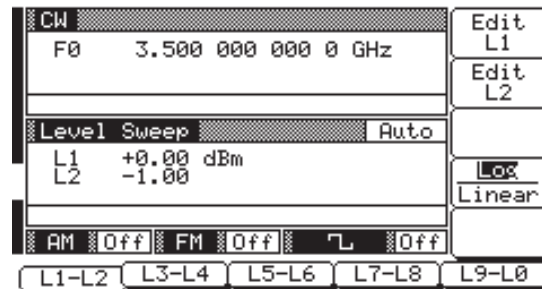 CW
F0 3.500 000 000 0 GHz
Level Sweep Auto
L1 +0.00 dBm
L2 -1.00
AM Off FM Off Off
Edit
L1
Edit
L2
Log
Linear
L1-L2 L3-L4 L5-L6 L7-L8 L9-L0